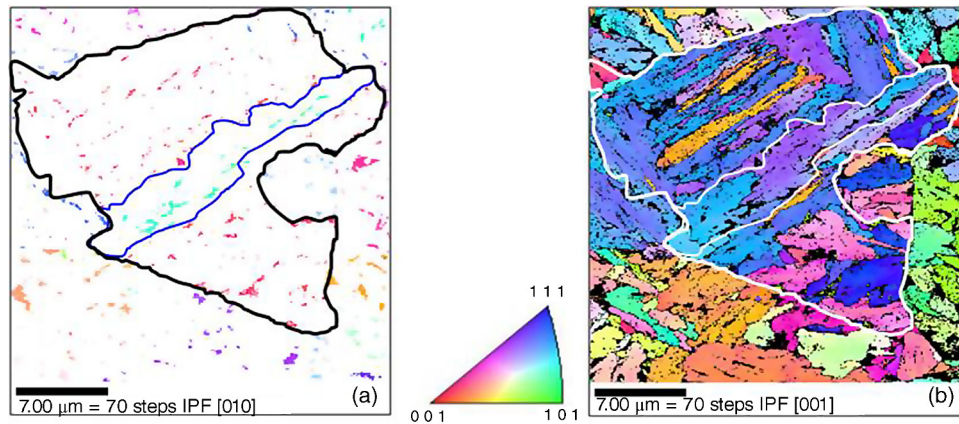 (a)
7.00 µm = 70 steps IPF [010]
1 1 1
0 0 1
1 0 1
(b)
7.00 µm = 70 steps IPF [001]